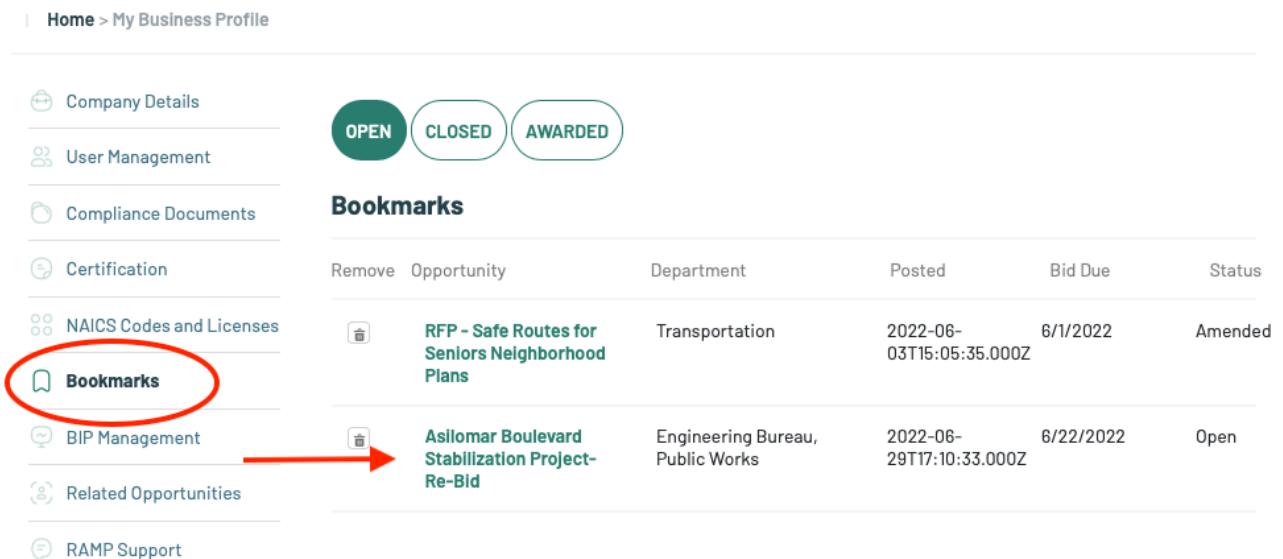 Home > My Business Profile
Company Details
User Management
Compliance Documents
Certification
NAICS Codes and Licenses
Bookmarks
BIP Management
Related Opportunities
RAMP Support
OPEN CLOSED AWARDED
Bookmarks
Remove Opportunity Department Posted Bid Due Status
RFP - Safe Routes for Transportation 2022-06- 6/1/2022 Amended
Seniors Neighborhood 03T15:05:35.000Z
Plans
Asilomar Boulevard Engineering Bureau, 2022-06- 6/22/2022 Open
Stabilization Project- Public Works 29T17:10:33.000Z
Re-Bid